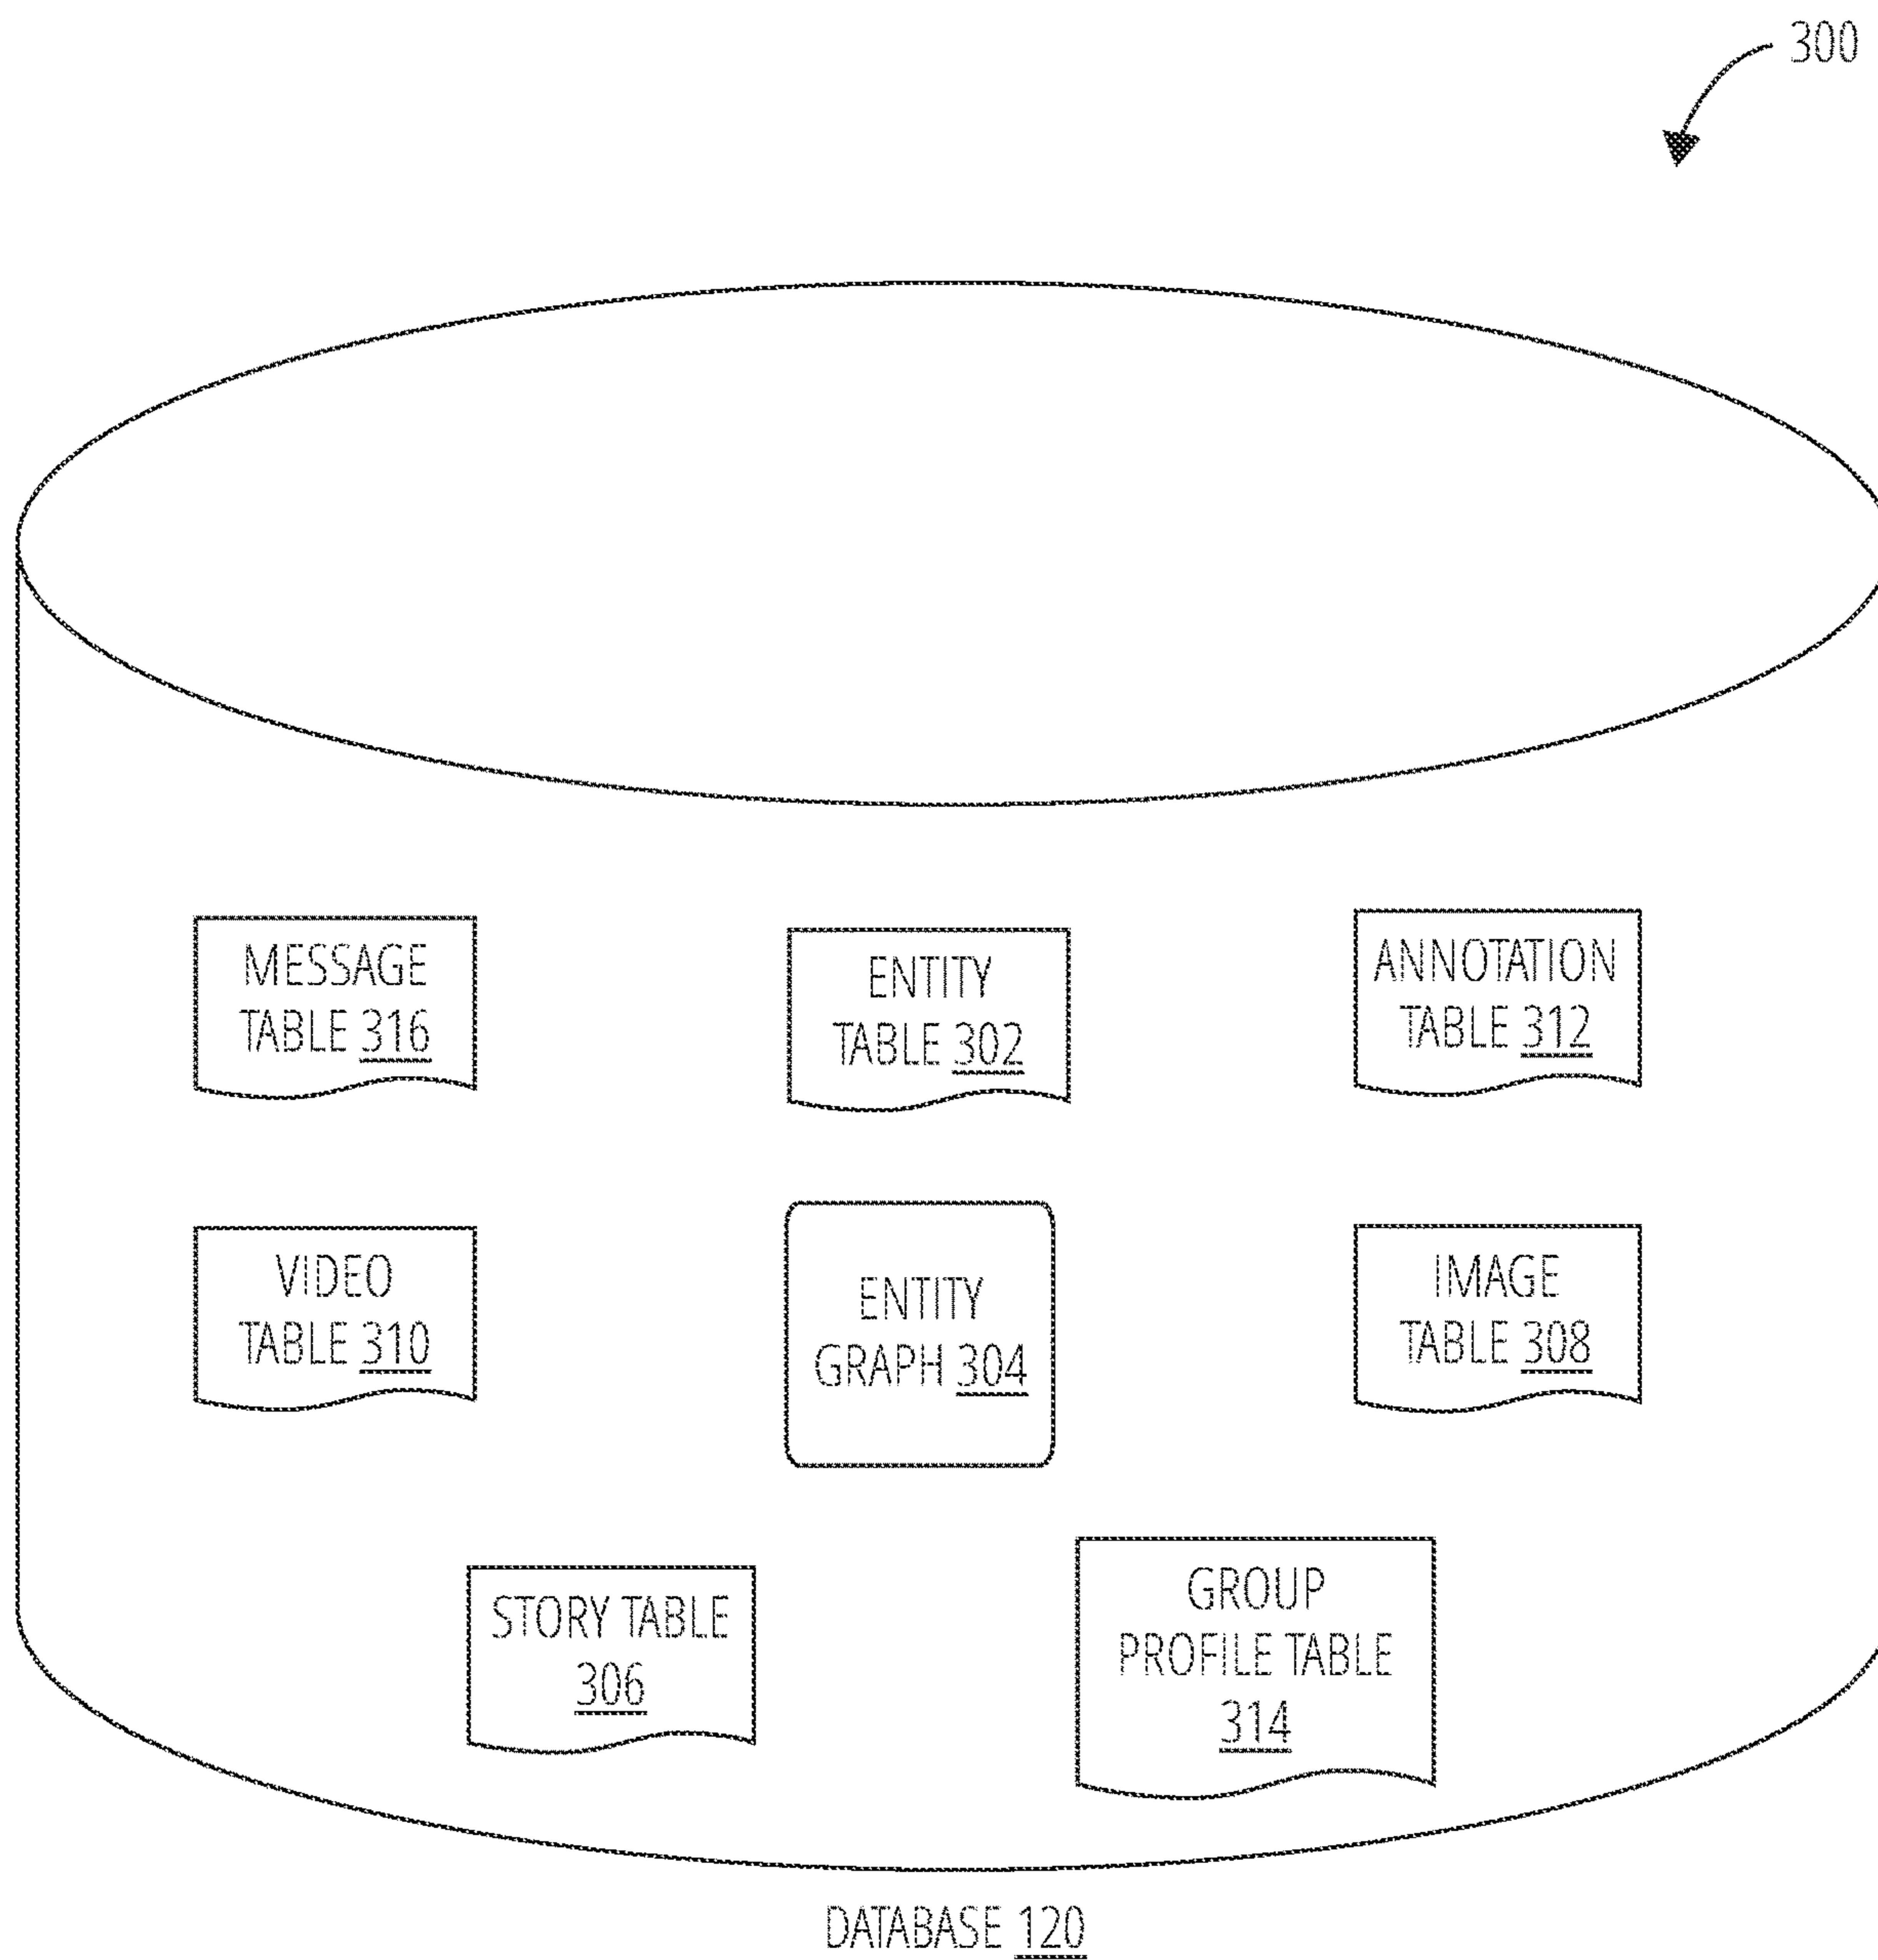 300
MESSAGE
TABLE 316
ENTITY
TABLE 302
ANNOTATION
TABLE 312
VIDEO
TABLE 310
ENTITY
GRAPH 304
IMAGE
TABLE 308
STORY TABLE
306
GROUP
PROFILE TABLE
314
DATABASE 120